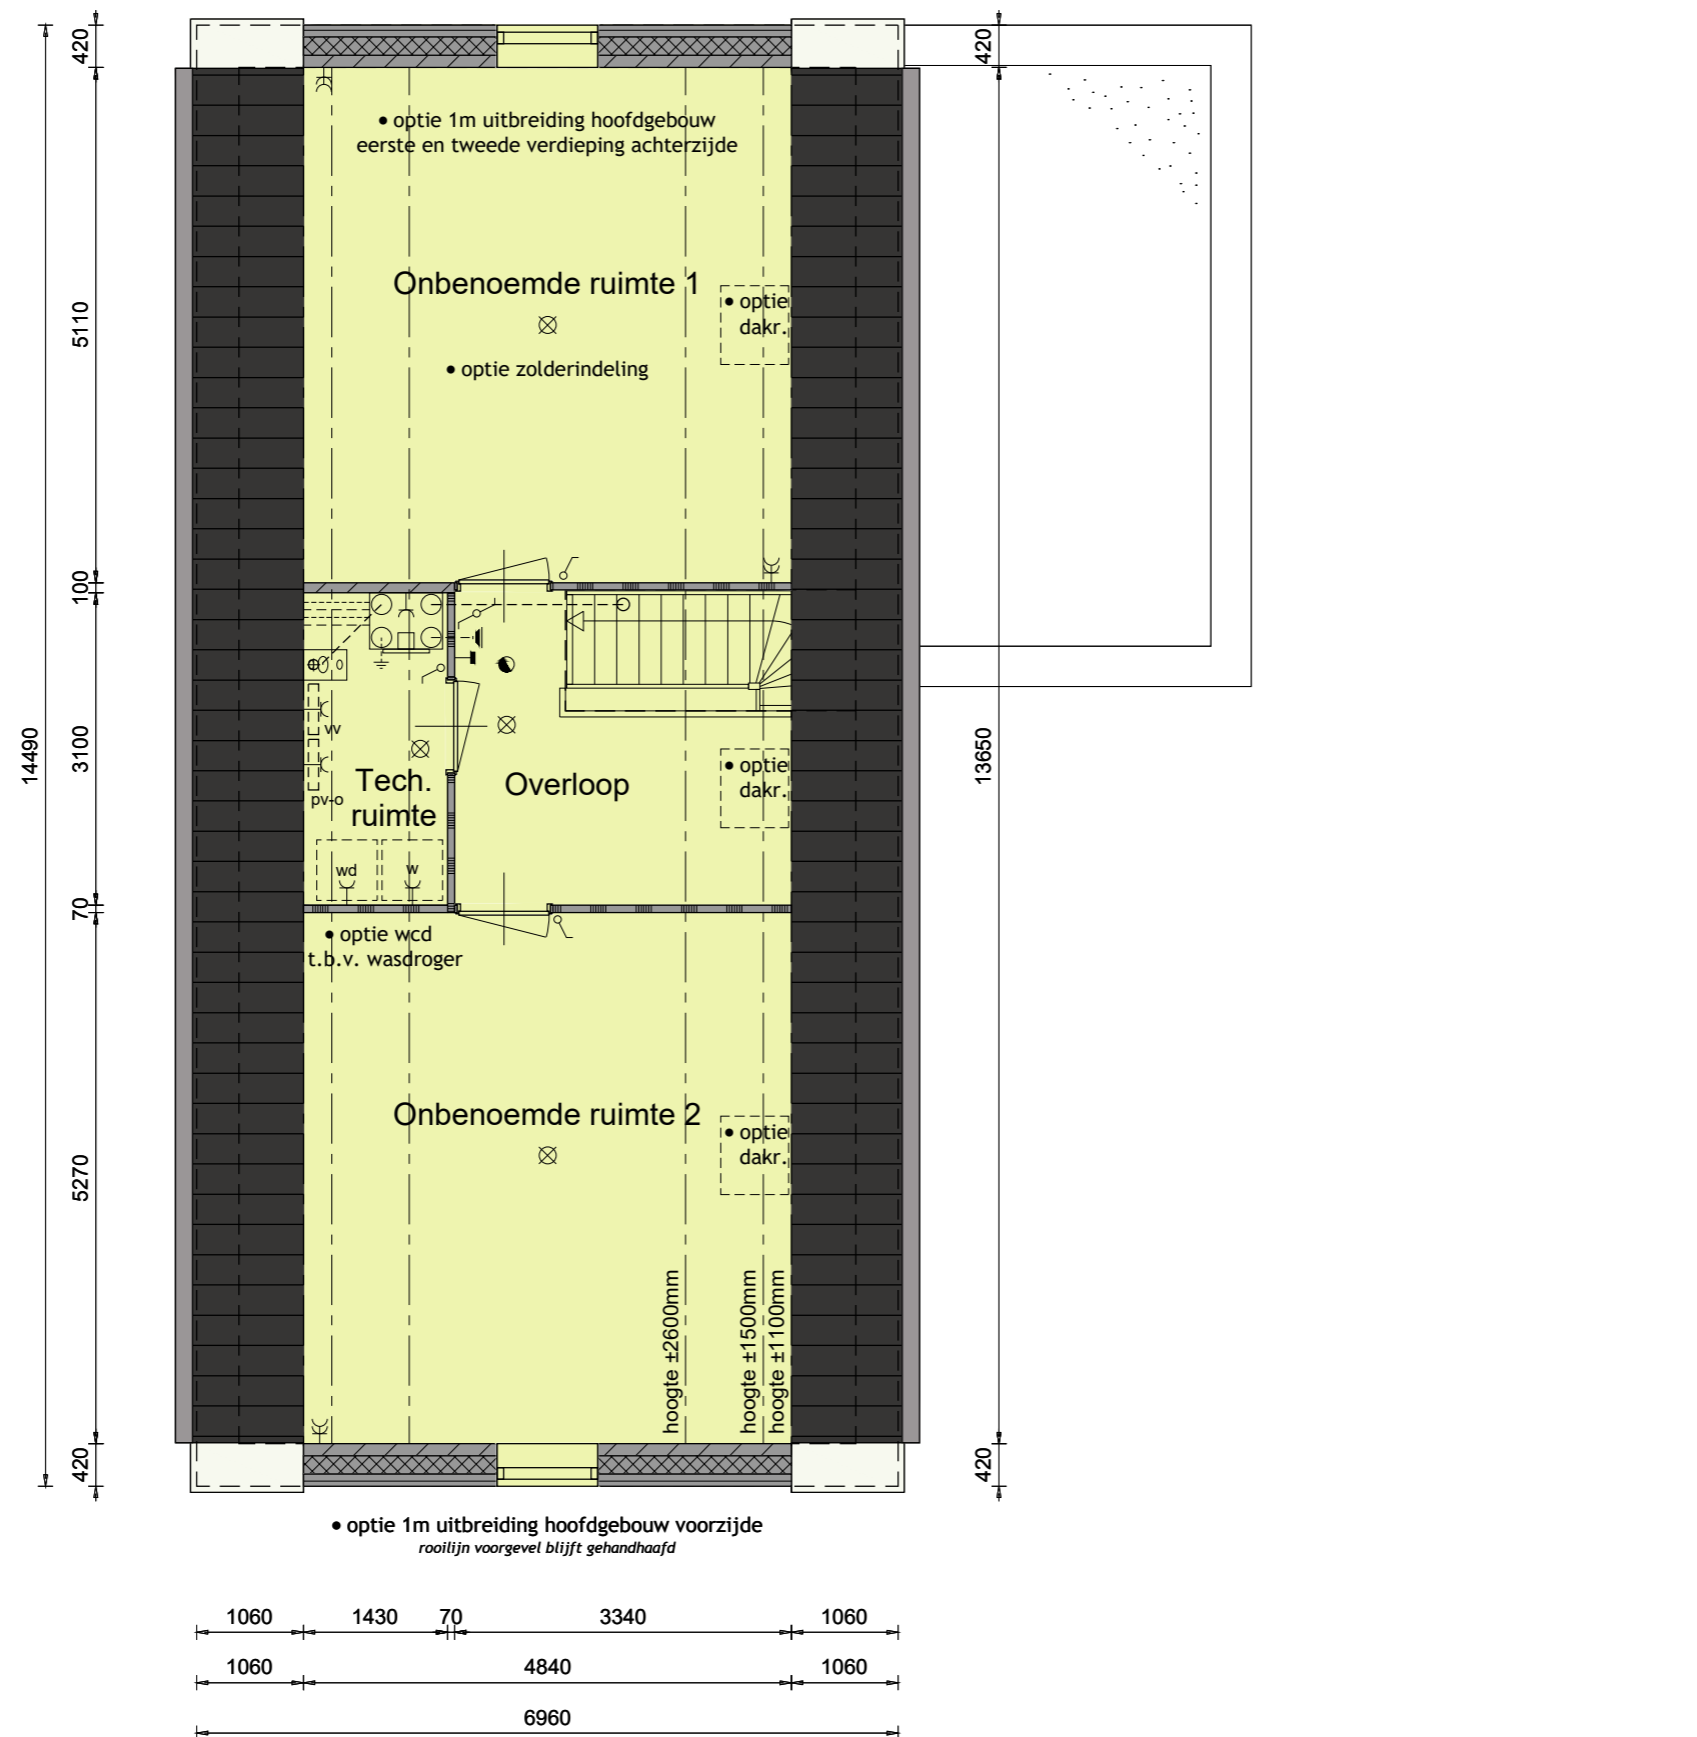 420
420
• optie 1m uitbreiding hoofdgebouw
eerste en tweede verdieping achterzijde
Onbenoemde ruimte 1
• optie
dakr.
5110
• optie zolderindeling
100
14490
3100
13650
vv
pv-o
Tech.
ruimte
Overloop
• optie
dakr.
wd
w
70
• optie wcd
t.b.v. wasdroger
Onbenoemde ruimte 2
• optie
dakr.
5270
hoogte ±2600mm
hoogte ±1500mm
hoogte ±1100mm
420
420
• optie 1m uitbreiding hoofdgebouw voorzijde
rooilijn voorgevel blijft gehandhaafd
1060 1430 70 3340 1060
1060 4840 1060
6960